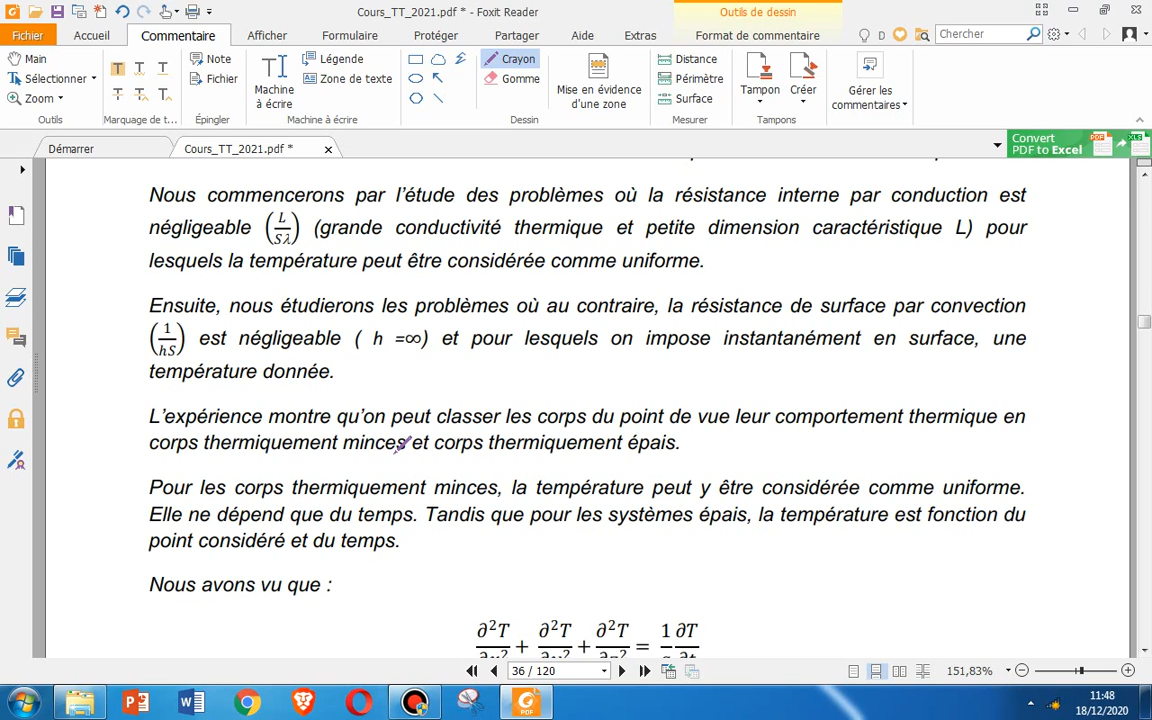 Cours_TT_2021.pdf * - Foxit Reader
Outils de dessin
Fichier Accueil Commentaire Afficher Formulaire Protéger Partager Aide Extras Format de commentaire D Chercher
Main Note Légende Crayon Distance
Sélectionner Fichier Machine à écrire Zone de texte Gomme Mise en évidence d'une zone Périmètre Tampon Créer Gérer les commentaires
Zoom Surface
Outils Marquage de t... Épingler Machine à écrire Dessin Mesurer Tampons
Démarrer Cours_TT_2021.pdf * Convert PDF to Excel
Nous commencerons par l'étude des problèmes où la résistance interne par conduction est
négligeable (L/Sλ) (grande conductivité thermique et petite dimension caractéristique L) pour
lesquels la température peut être considérée comme uniforme.
Ensuite, nous étudierons les problèmes où au contraire, la résistance de surface par convection
(1/hS) est négligeable ( h =∞) et pour lesquels on impose instantanément en surface, une
température donnée.
L'expérience montre qu'on peut classer les corps du point de vue leur comportement thermique en
corps thermiquement minces et corps thermiquement épais.
Pour les corps thermiquement minces, la température peut y être considérée comme uniforme.
Elle ne dépend que du temps. Tandis que pour les systèmes épais, la température est fonction du
point considéré et du temps.
Nous avons vu que :
∂²T + ∂²T + ∂²T = 1 ∂T
36 / 120 151,83%
11:48
18/12/2020